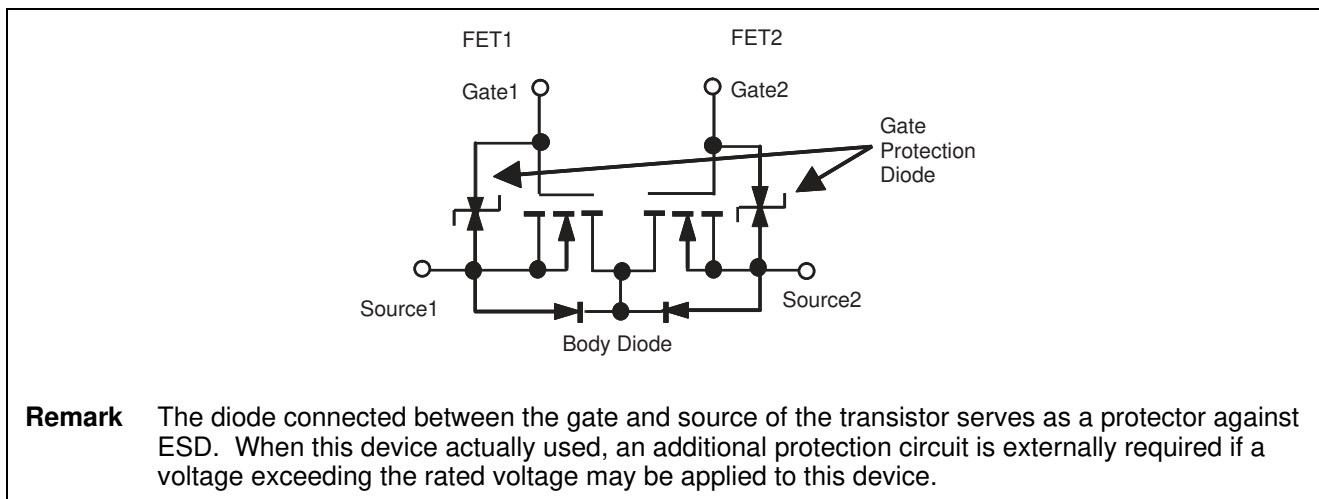 FET1 FET2
Gate1 Gate2
Gate
Protection
Diode
Source1 Source2
Body Diode
Remark The diode connected between the gate and source of the transistor serves as a protector against
ESD. When this device actually used, an additional protection circuit is externally required if a
voltage exceeding the rated voltage may be applied to this device.